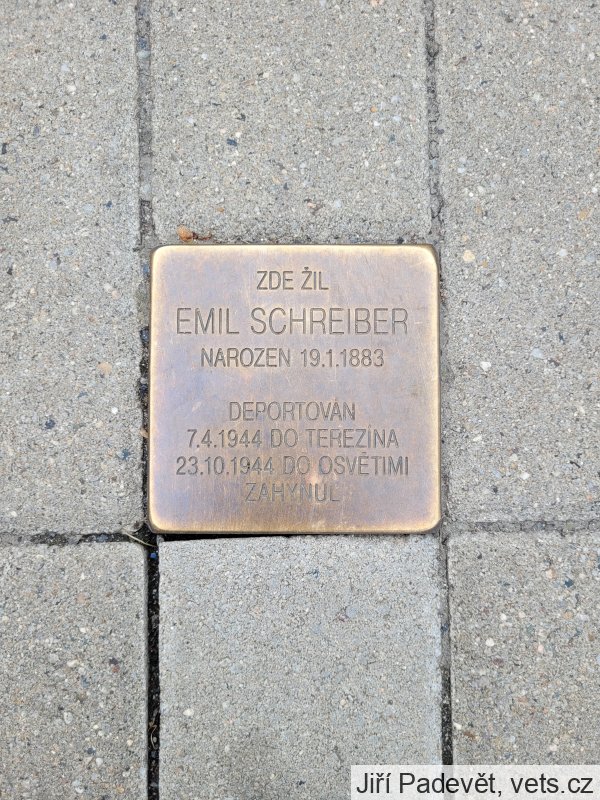 ZDE ŽIL
EMIL SCHREIBER
NAROZEN 19.1.1883
DEPORTOVÁN
7.4.1944 DO TEREZÍNA
23.10.1944 DO OSVĚTIMI
ZAHYNUL
Jiří Padevět, vets.cz